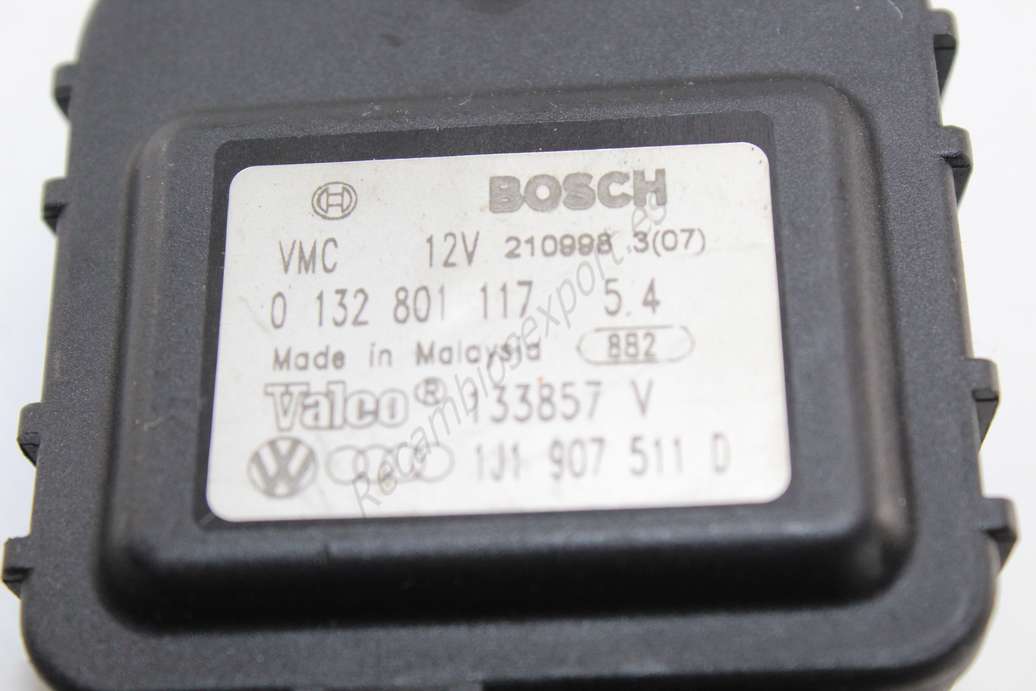 BOSCH
VMC 12V 210998 3(07)
0 132 801 117 5.4
Made in Malaysia 882
Valeo ® 133857 V
1J1 907 511 D
Recambiosexport.es